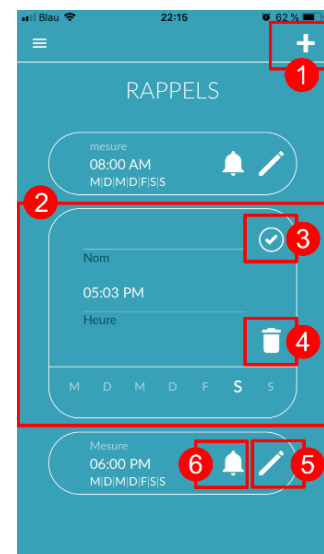 Blau 22:15 62 %
1
RAPPELS
mesure
08:00 AM
M|D|M|D|F|S|S
2
3
Nom
05:03 PM
Heure
4
M D M D F S S
Mesure
06:00 PM
M|D|M|D|F|S|S
6
5